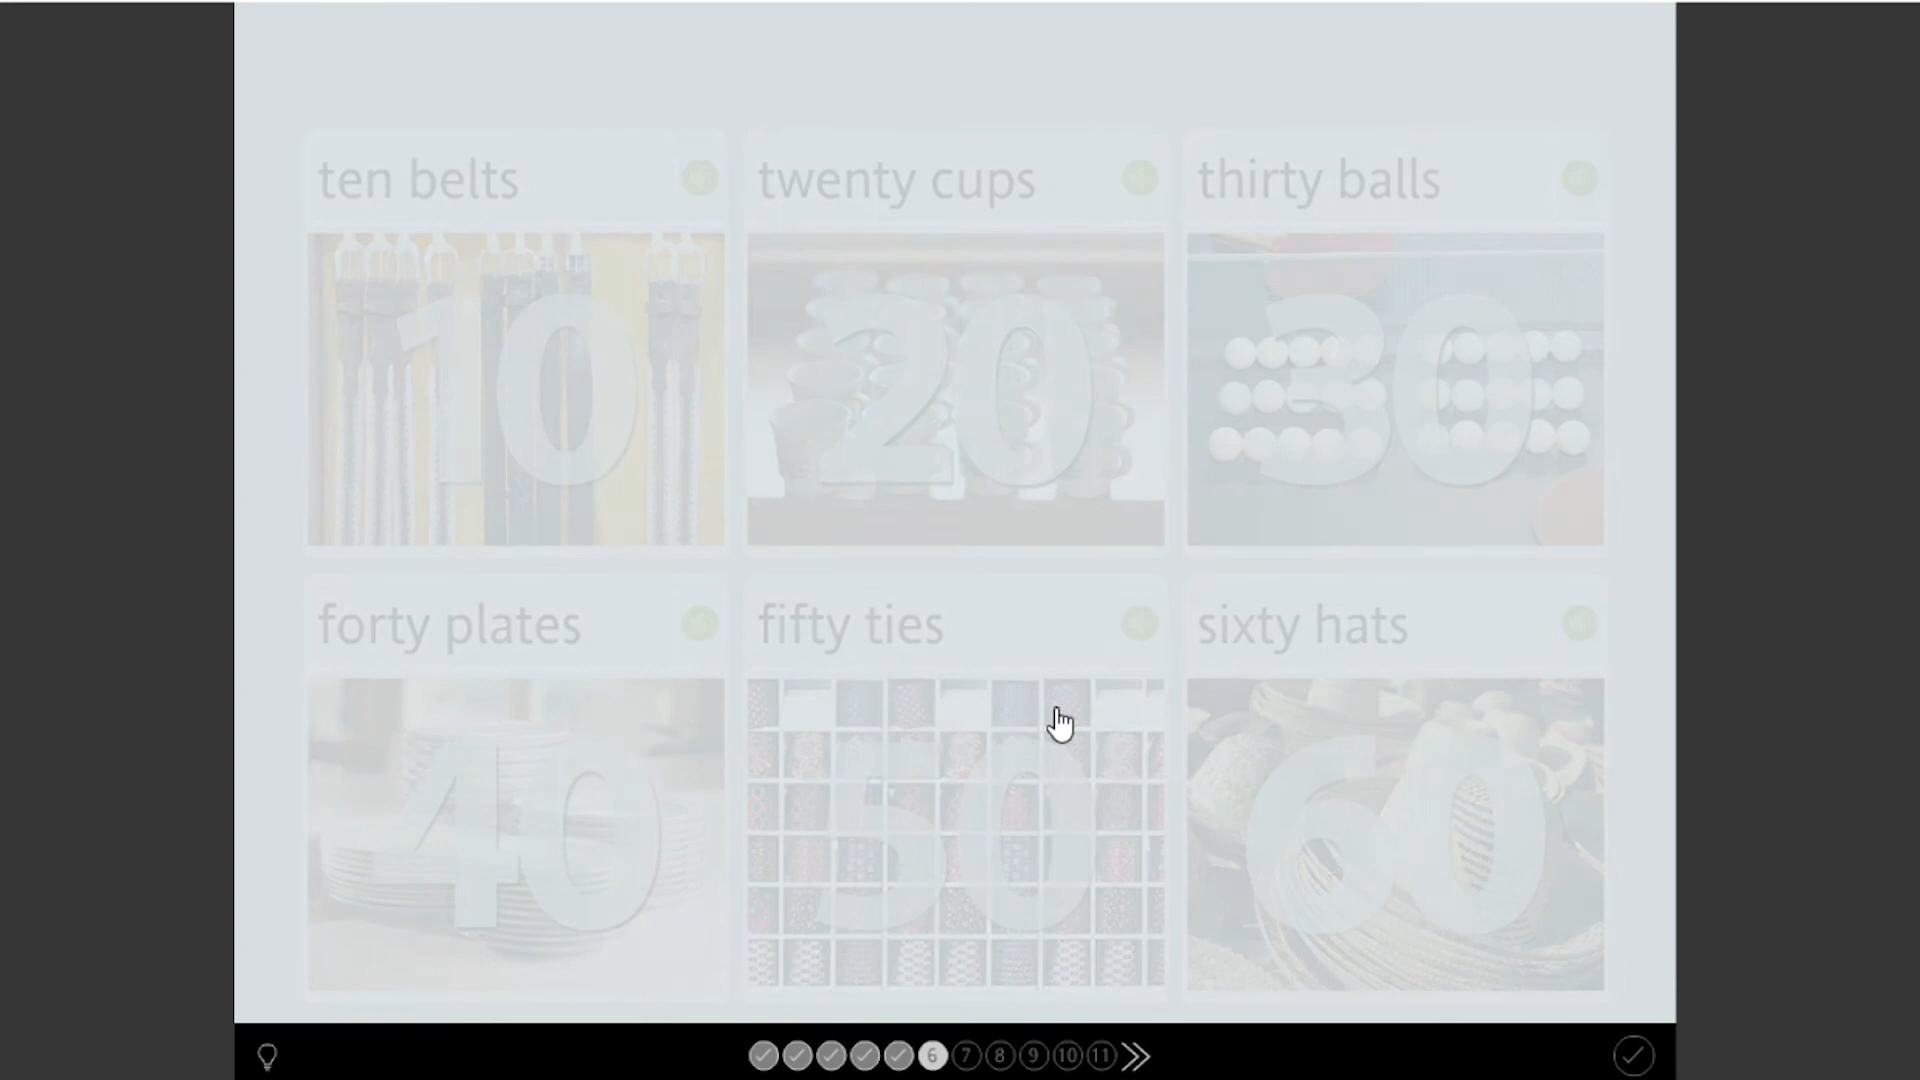 ten belts
twenty cups
thirty balls
10
20
30
forty plates
fifty ties
sixty hats
40
50
60
6 7 8 9 10 11